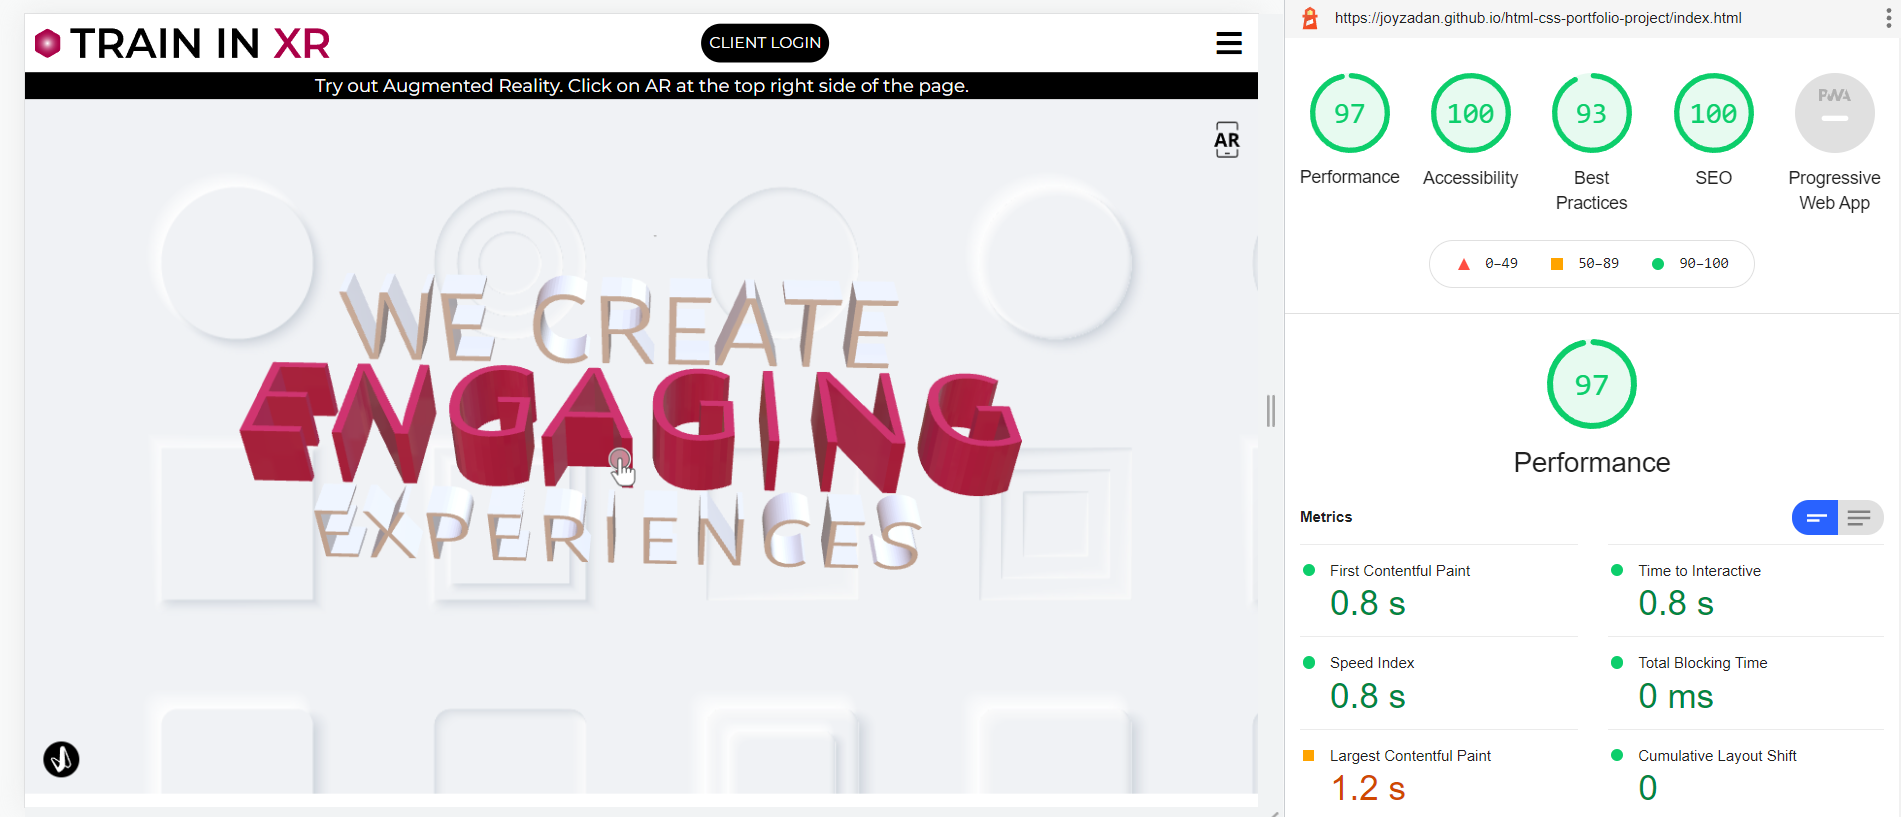 TRAIN IN XR
CLIENT LOGIN
Try out Augmented Reality. Click on AR at the top right side of the page.
AR
WE CREATE
ENGAGING
EXPERIENCES
https://joyzadan.github.io/html-css-portfolio-project/index.html
97
100
93
100
PWA
Performance
Accessibility
Best
Practices
SEO
Progressive
Web App
0–49
50–89
90–100
97
Performance
Metrics
First Contentful Paint
0.8 s
Time to Interactive
0.8 s
Speed Index
0.8 s
Total Blocking Time
0 ms
Largest Contentful Paint
1.2 s
Cumulative Layout Shift
0